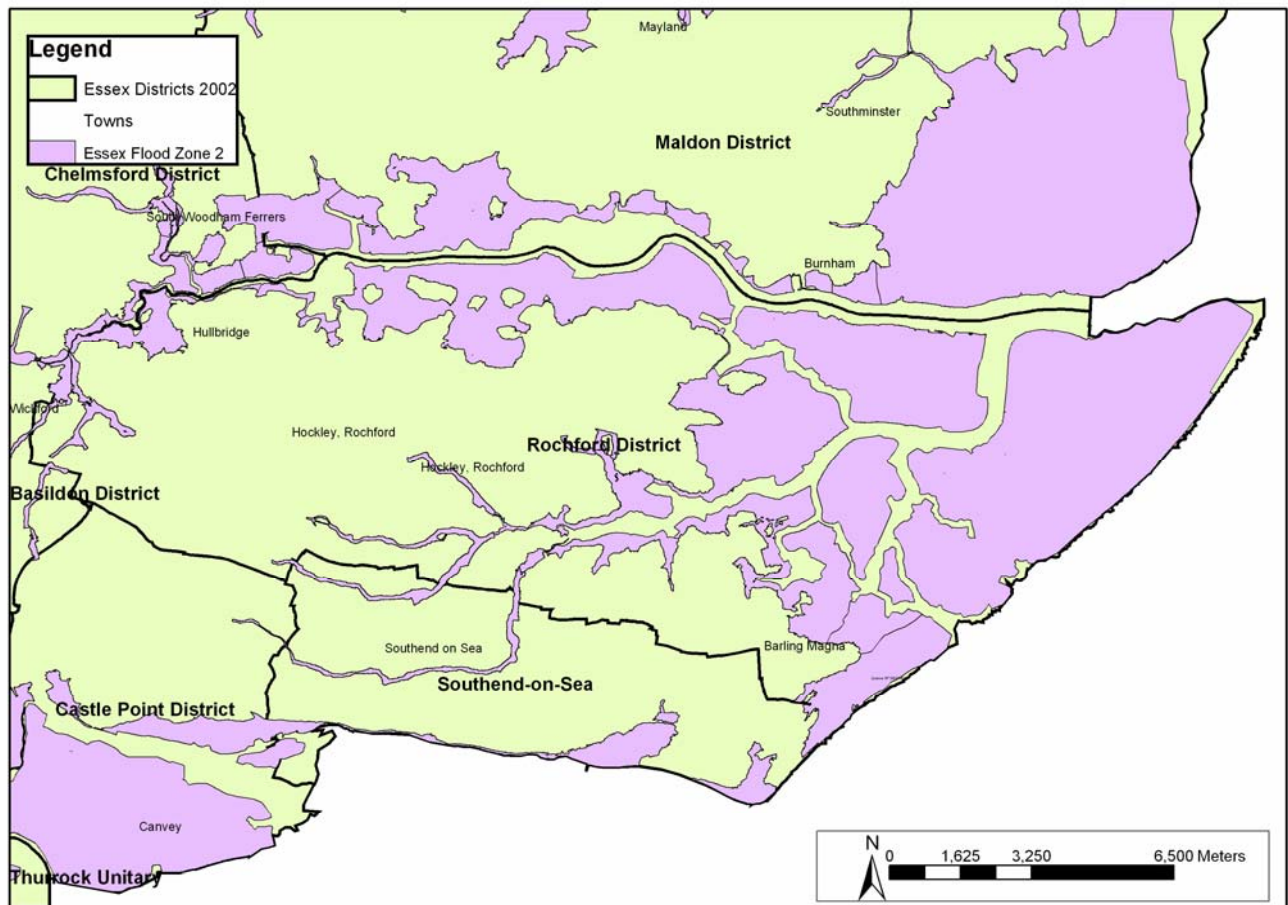 Legend
Essex Districts 2002
Towns
Essex Flood Zone 2
Mayland
Southminster
Maldon District
Chelmsford District
South Woodham Ferrers
Burnham
Hullbridge
Wickford
Hockley, Rochford
Rochford District
Hockley, Rochford
Basildon District
Southend on Sea
Barling Magna
Southend-on-Sea
Castle Point District
Canvey
Thurrock Unitary
N
0 1,625 3,250 6,500 Meters